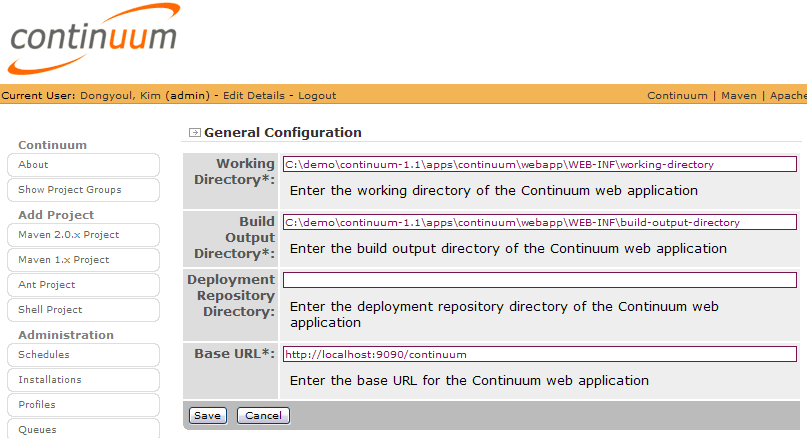 continuum
Current User: Dongyoul, Kim (admin) - Edit Details - Logout
Continuum | Maven | Apache
Continuum
About
Show Project Groups
Add Project
Maven 2.0.x Project
Maven 1.x Project
Ant Project
Shell Project
Administration
Schedules
Installations
Profiles
Queues
General Configuration
Working
Directory*:
C:\demo\continuum-1.1\apps\continuum\webapp\WEB-INF\working-directory
Enter the working directory of the Continuum web application
Build
Output
Directory*:
C:\demo\continuum-1.1\apps\continuum\webapp\WEB-INF\build-output-directory
Enter the build output directory of the Continuum web application
Deployment
Repository
Directory:
Enter the deployment repository directory of the Continuum web
application
Base URL*:
http://localhost:9090/continuum
Enter the base URL for the Continuum web application
Save
Cancel